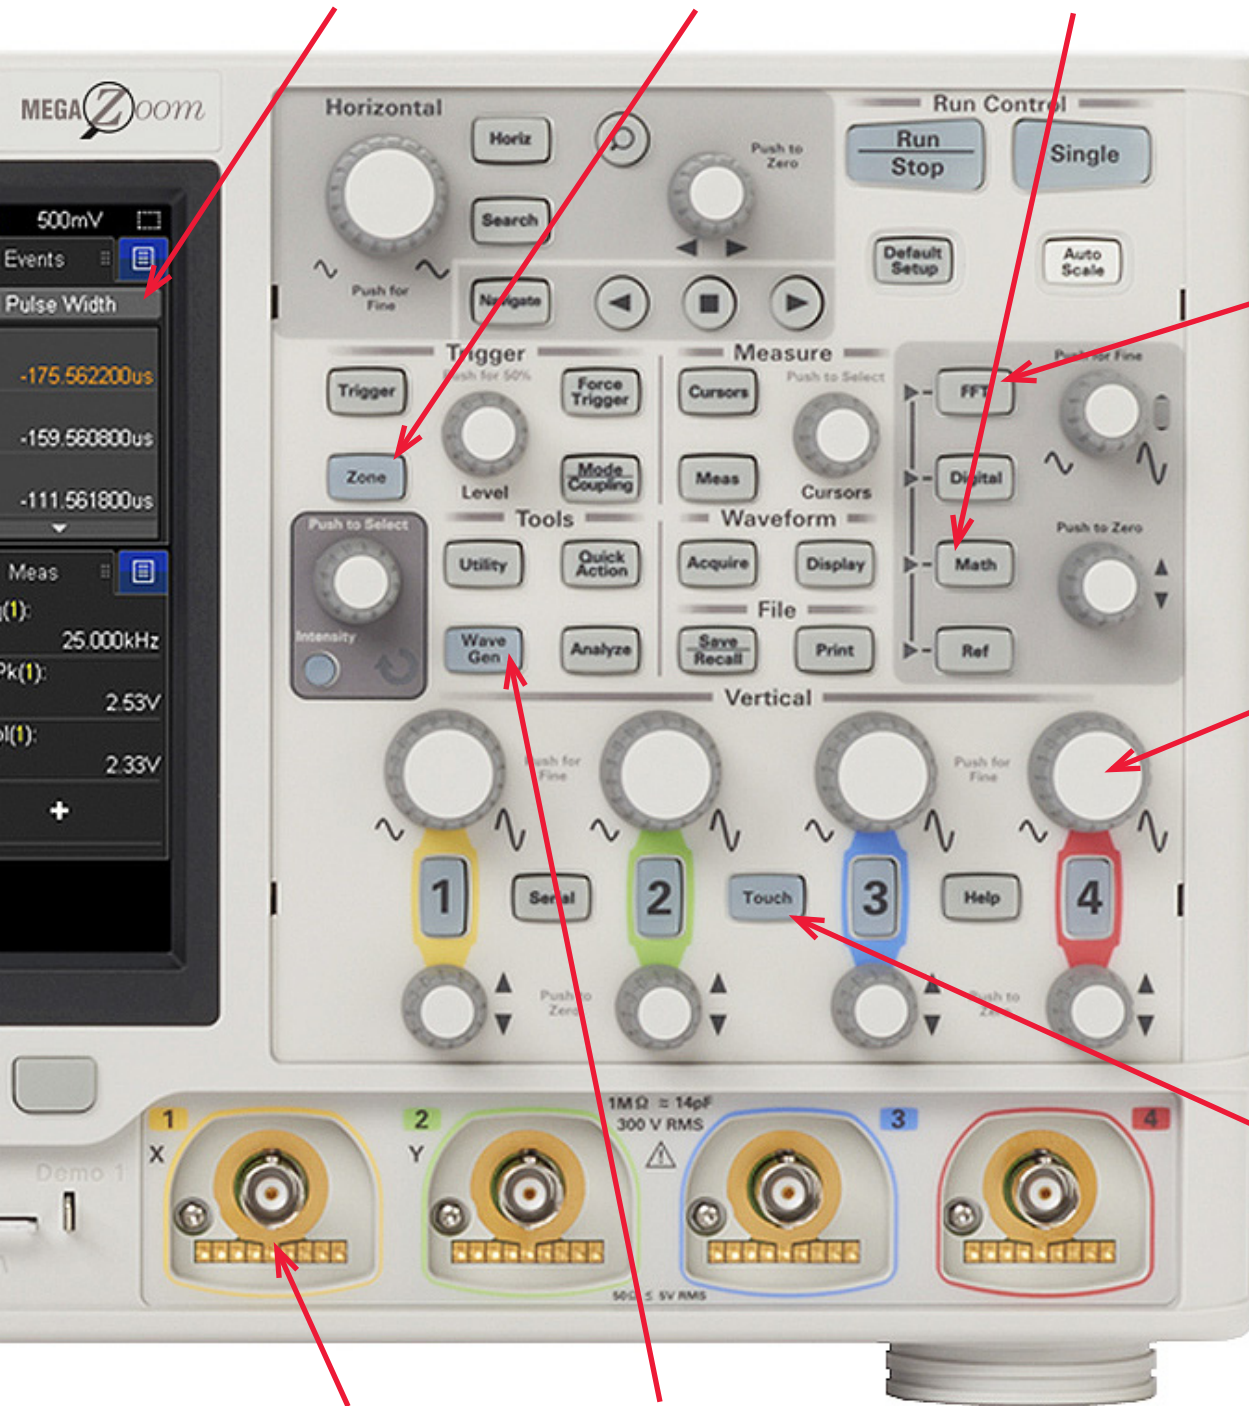 MEGA Zoom
500mV
Events
Pulse Width
-175.562200us
-159.560800us
-111.561800us
Meas
(1):
25.000kHz
Pk(1):
2.53V
(1):
2.33V
+
Horizontal
Horiz
Search
Navigate
Push for
Fine
Push to
Zero
Run Control
Run
Stop
Single
Default
Setup
Auto
Scale
Trigger
Push for 50%
Trigger
Force
Trigger
Zone
Level
Mode
Coupling
Measure
Push to Select
Cursors
Meas
Cursors
Push for Fine
FFT
Digital
Push to Zero
Math
Ref
Push to Select
Intensity
Tools
Utility
Quick
Action
Wave
Gen
Analyze
Waveform
Acquire
Display
File
Save
Recall
Print
Vertical
Push for
Fine
Push for
Fine
1
Serial
2
Touch
3
Help
4
Push to
Zero
Push to
Zero
1
X
2
Y
1MΩ ≈ 14pF
300 V RMS
3
4
50Ω ≤ 5V RMS
Demo 1